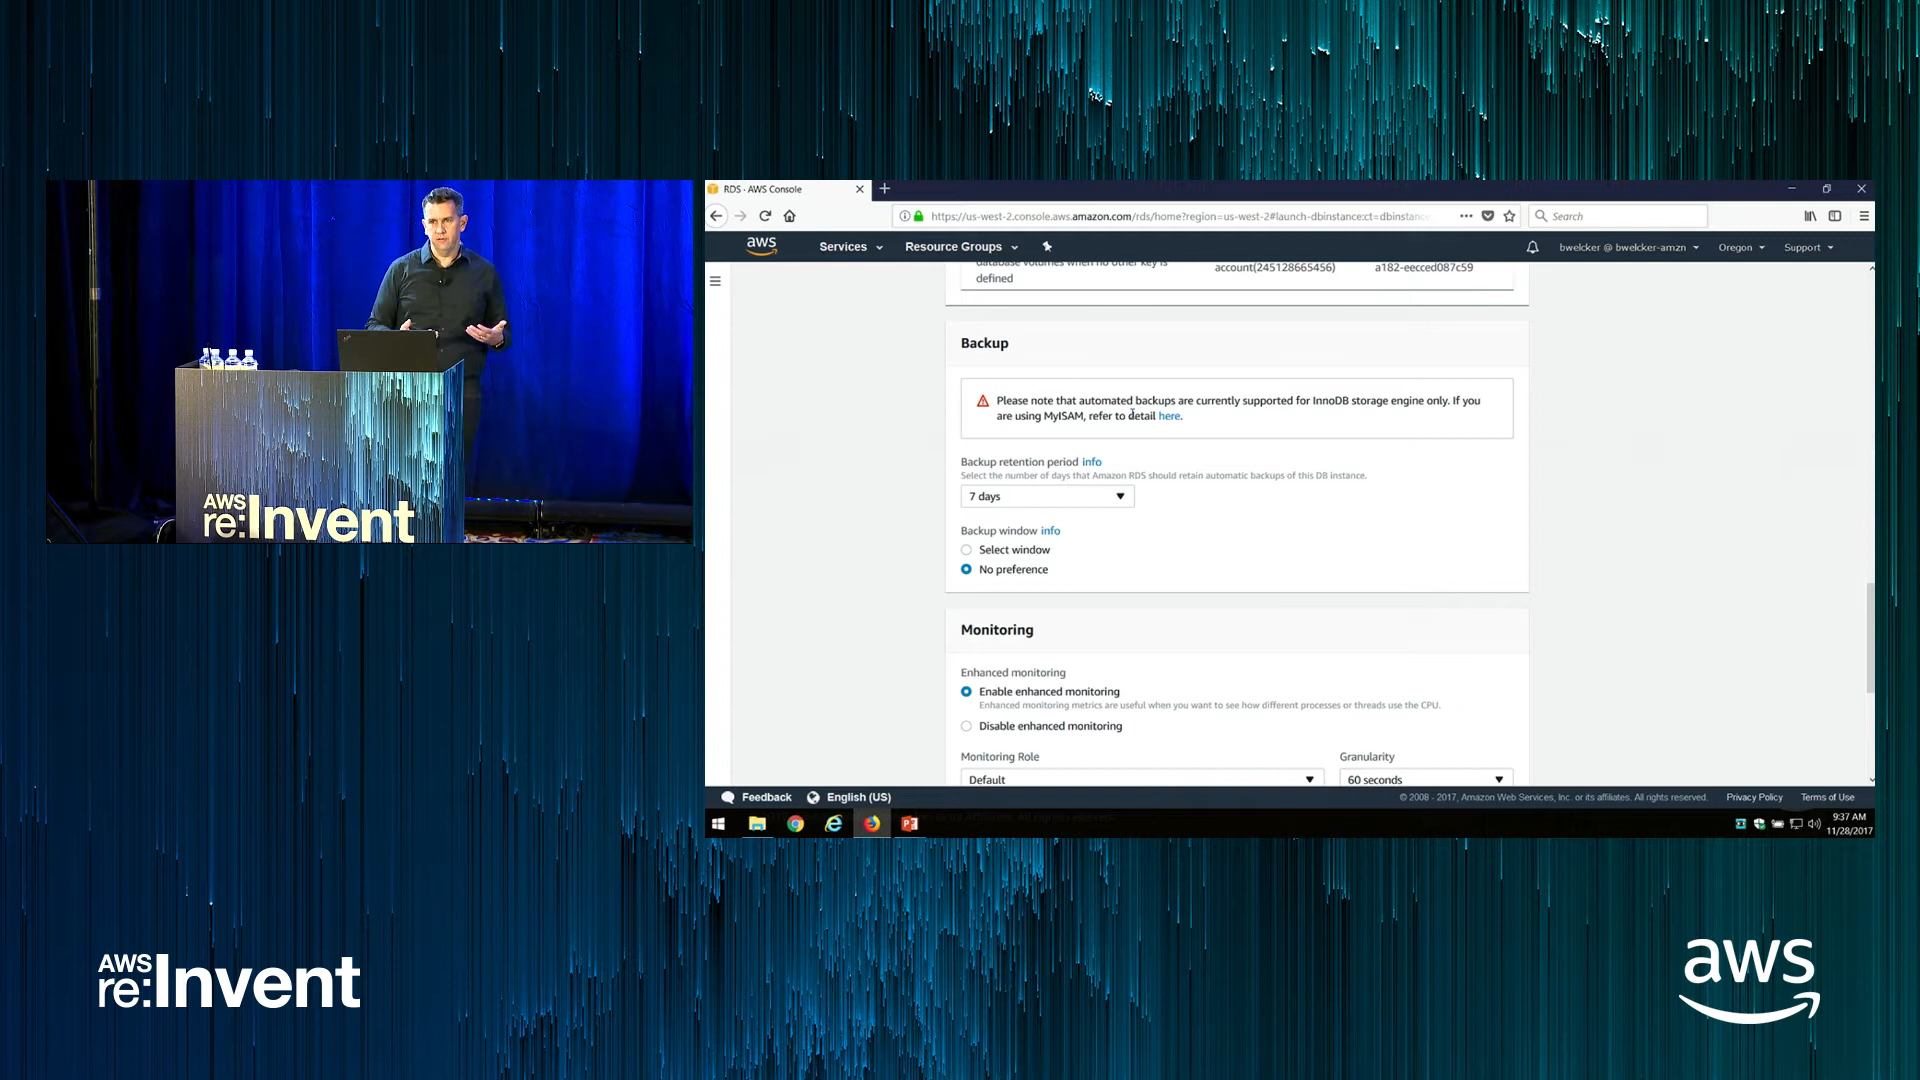 RDS - AWS Console
https://us-west-2.console.aws.amazon.com/rds/home?region=us-west-2#launch-dbinstance:ct=dbinstance
Search
aws
Services
Resource Groups
bwelcker @ bwelcker-amzn
Oregon
Support
database volumes when no other key is
defined
account(245128665456)
a182-eecced087c59
Backup
Please note that automated backups are currently supported for InnoDB storage engine only. If you
are using MyISAM, refer to detail here.
Backup retention period info
Select the number of days that Amazon RDS should retain automatic backups of this DB instance.
7 days
Backup window info
Select window
No preference
Monitoring
Enhanced monitoring
Enable enhanced monitoring
Enhanced monitoring metrics are useful when you want to see how different processes or threads use the CPU.
Disable enhanced monitoring
Monitoring Role
Granularity
Default
60 seconds
Feedback
English (US)
© 2008 - 2017, Amazon Web Services, Inc. or its affiliates. All rights reserved.
Privacy Policy
Terms of Use
9:37 AM
11/28/2017
AWS
re:Invent
AWS
re:Invent
aws